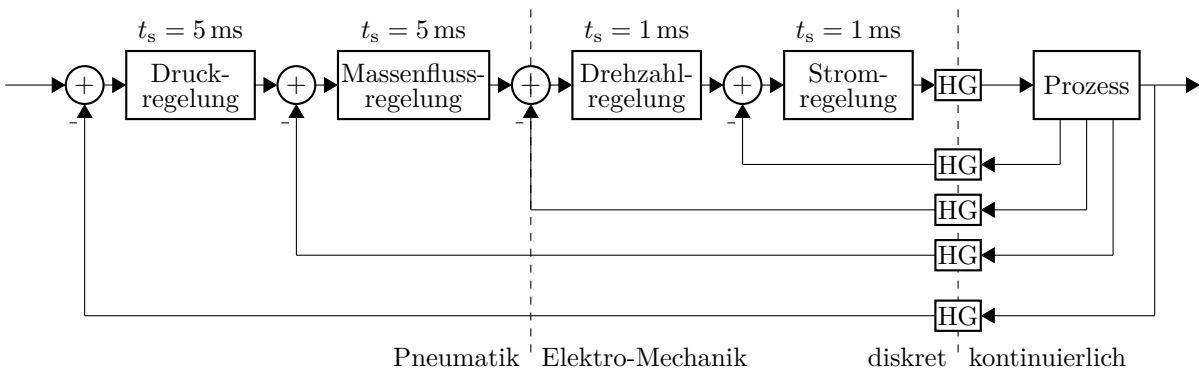 t_s = 5 ms
t_s = 5 ms
t_s = 1 ms
t_s = 1 ms
+
Druck-
regelung
+
Massenfluss-
regelung
+
Drehzahl-
regelung
+
Strom-
regelung
HG
Prozess
-
-
-
-
HG
HG
HG
HG
Pneumatik
Elektro-Mechanik
diskret
kontinuierlich